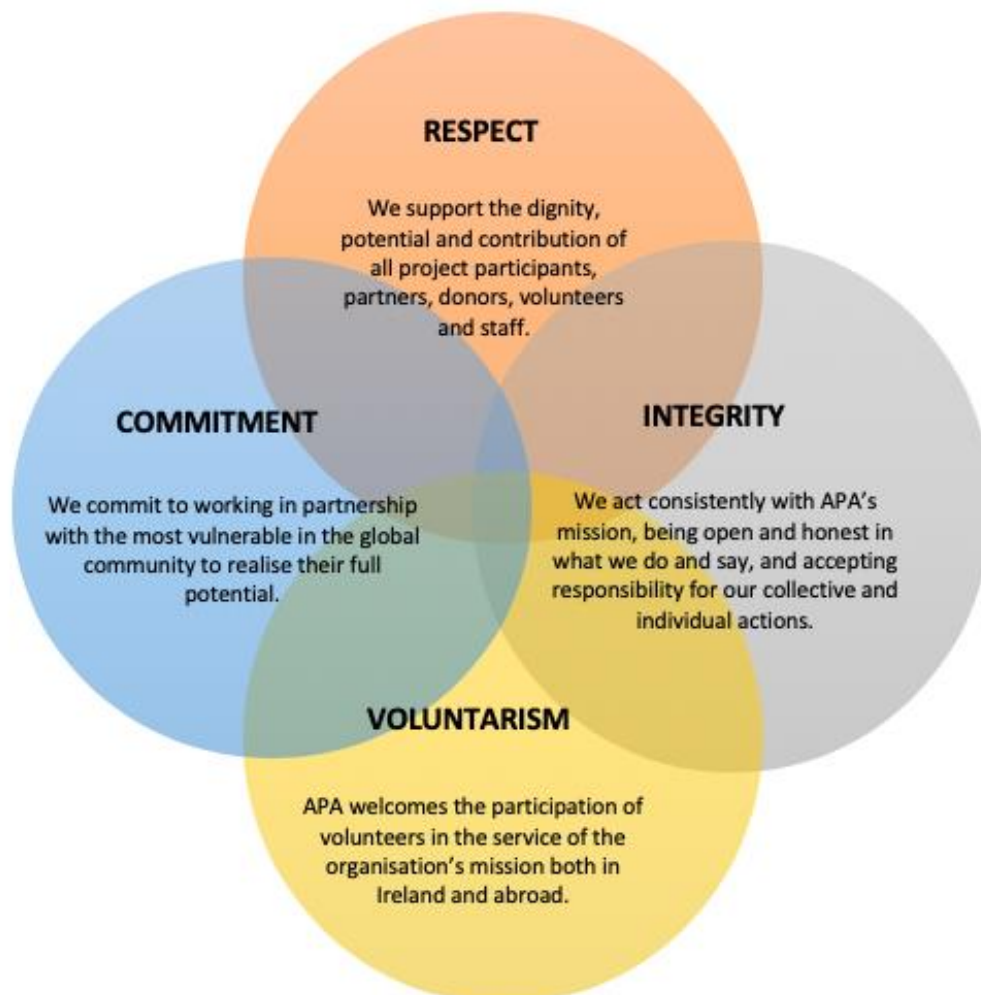 RESPECT
We support the dignity,
potential and contribution of
all project participants,
partners, donors, volunteers
and staff.
COMMITMENT
We commit to working in partnership
with the most vulnerable in the global
community to realise their full
potential.
INTEGRITY
We act consistently with APA’s
mission, being open and honest in
what we do and say, and accepting
responsibility for our collective and
individual actions.
VOLUNTARISM
APA welcomes the participation of
volunteers in the service of the
organisation’s mission both in
Ireland and abroad.